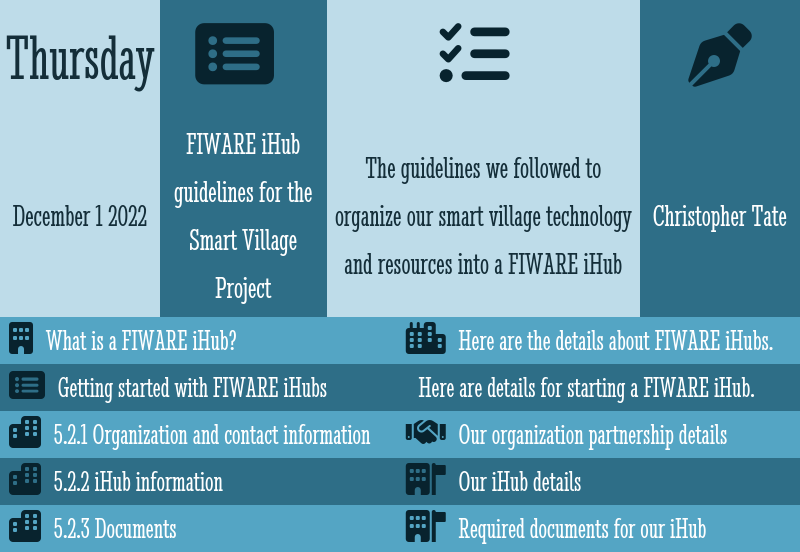 Thursday
December 1 2022
FIWARE iHub
guidelines for the
Smart Village
Project
The guidelines we followed to
organize our smart village technology
and resources into a FIWARE iHub
Christopher Tate
What is a FIWARE iHub?
Here are the details about FIWARE iHubs.
Getting started with FIWARE iHubs
Here are details for starting a FIWARE iHub.
5.2.1 Organization and contact information
Our organization partnership details
5.2.2 iHub information
Our iHub details
5.2.3 Documents
Required documents for our iHub